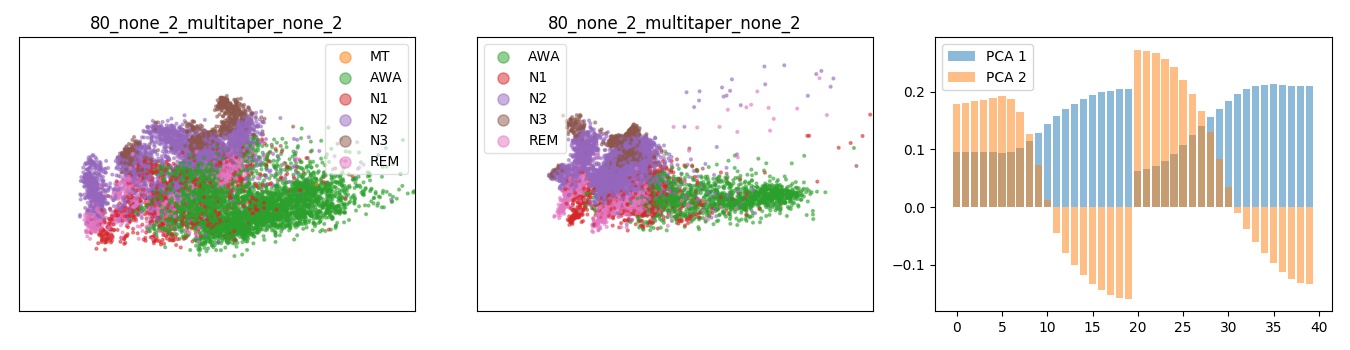 80_none_2_multitaper_none_2
MT
AWA
N1
N2
N3
REM
80_none_2_multitaper_none_2
AWA
N1
N2
N3
REM
PCA 1
PCA 2
0.2
0.1
0.0
−0.1
0 5 10 15 20 25 30 35 40